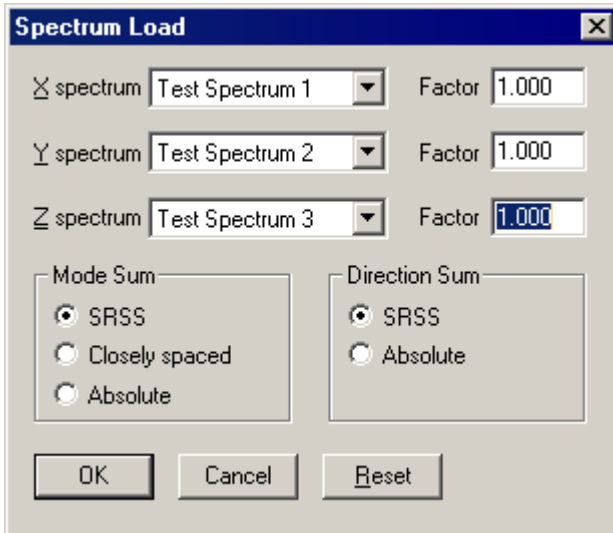 Spectrum Load
X spectrum Test Spectrum 1 Factor 1.000
Y spectrum Test Spectrum 2 Factor 1.000
Z spectrum Test Spectrum 3 Factor 1.000
Mode Sum Direction Sum
SRSS SRSS
Closely spaced Absolute
Absolute
OK Cancel Reset